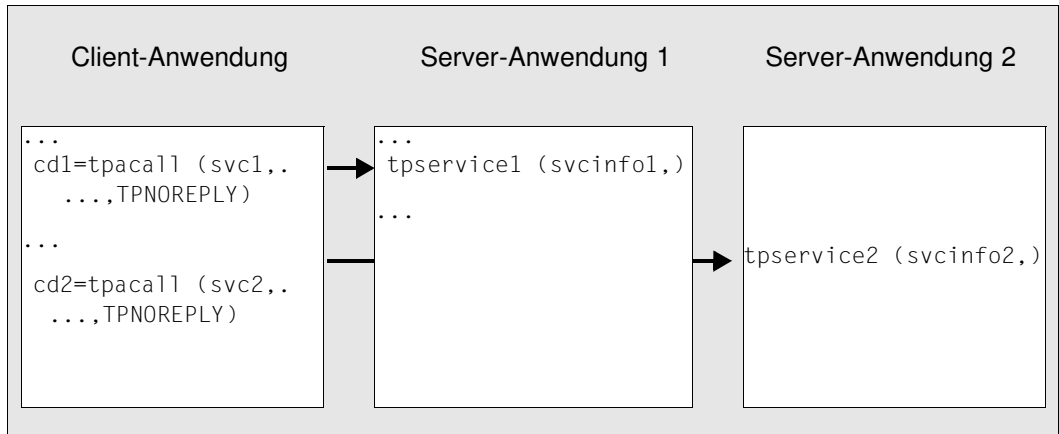 Client-Anwendung
Server-Anwendung 1
Server-Anwendung 2
...
cd1=tpacall (svc1,.
...,TPNOREPLY)
...
cd2=tpacall (svc2,.
...,TPNOREPLY)
...
tpservice1 (svcinfo1,)
...
tpservice2 (svcinfo2,)